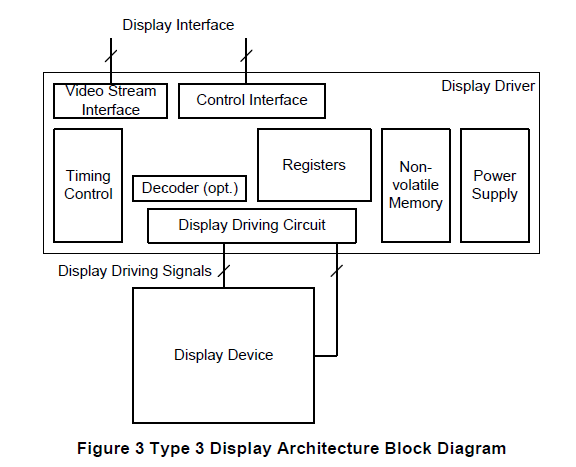 Display Interface
Display Driver
Video Stream
Interface
Control Interface
Timing
Control
Decoder (opt.)
Registers
Non-
volatile
Memory
Power
Supply
Display Driving Circuit
Display Driving Signals
Display Device
Figure 3 Type 3 Display Architecture Block Diagram